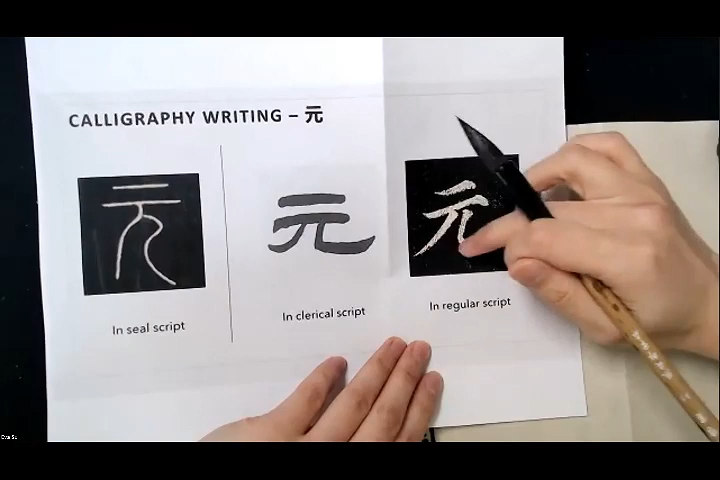 CALLIGRAPHY WRITING – 元
元
元
元
In seal script
In clerical script
In regular script